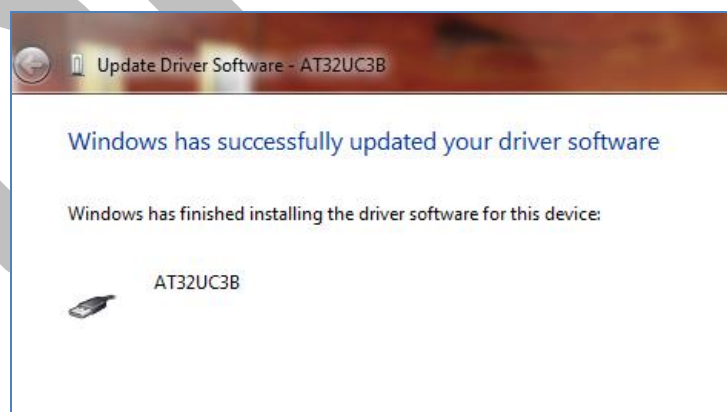 Update Driver Software - AT32UC3B
Windows has successfully updated your driver software
Windows has finished installing the driver software for this device:
AT32UC3B